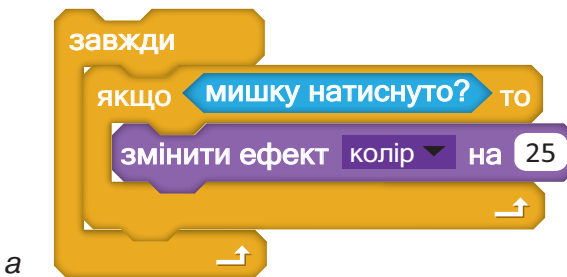 завжди
якщо мишку натиснуто? то
змінити ефект колір на 25
а